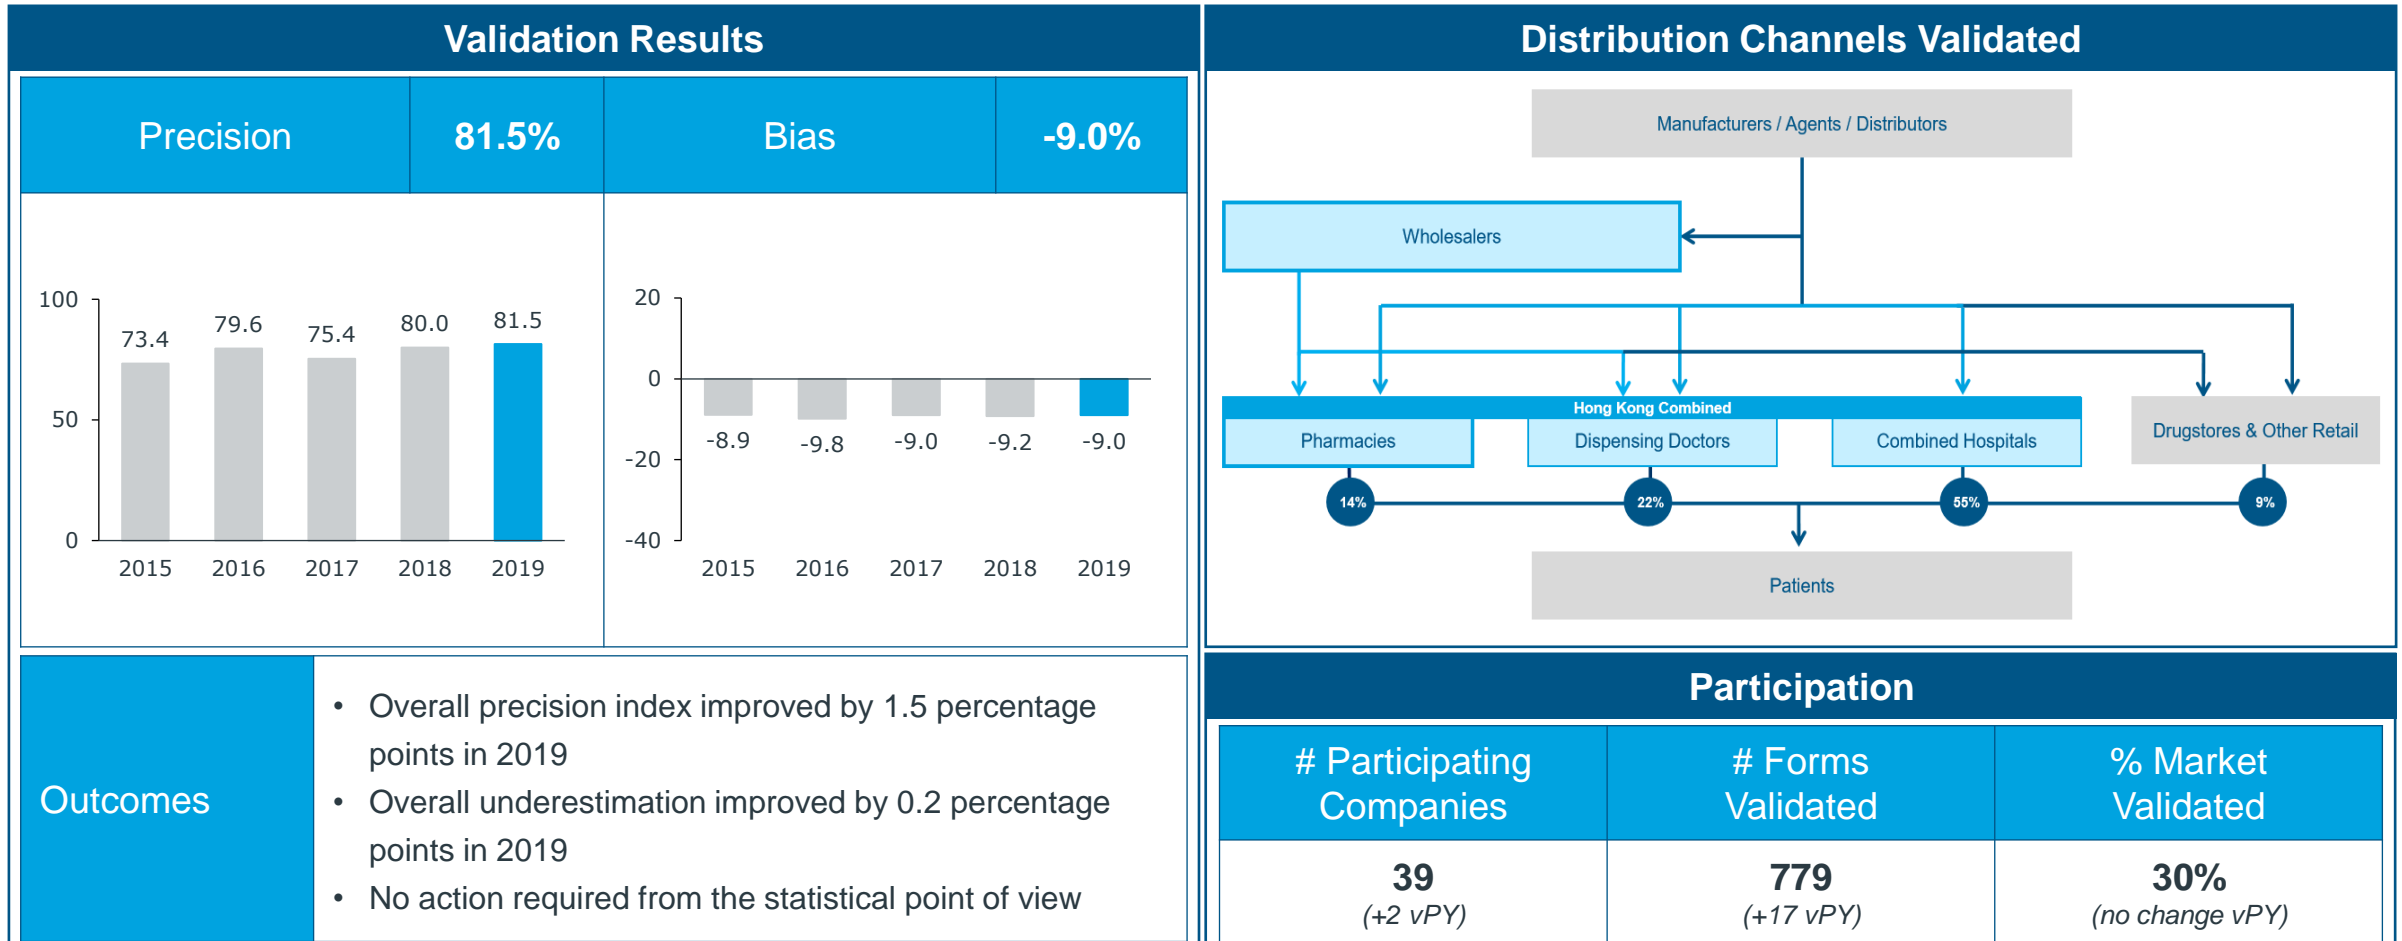 Validation Results
Precision
81.5%
Bias
-9.0%
100
50
0
73.4
79.6
75.4
80.0
81.5
2015
2016
2017
2018
2019
20
0
-20
-40
-8.9
-9.8
-9.0
-9.2
-9.0
2015
2016
2017
2018
2019
Outcomes
• Overall precision index improved by 1.5 percentage
points in 2019
• Overall underestimation improved by 0.2 percentage
points in 2019
• No action required from the statistical point of view
Distribution Channels Validated
Manufacturers / Agents / Distributors
Wholesalers
Hong Kong Combined
Pharmacies
Dispensing Doctors
Combined Hospitals
Drugstores & Other Retail
14%
22%
55%
9%
Patients
Participation
# Participating
Companies
# Forms
Validated
% Market
Validated
39
(+2 vPY)
779
(+17 vPY)
30%
(no change vPY)